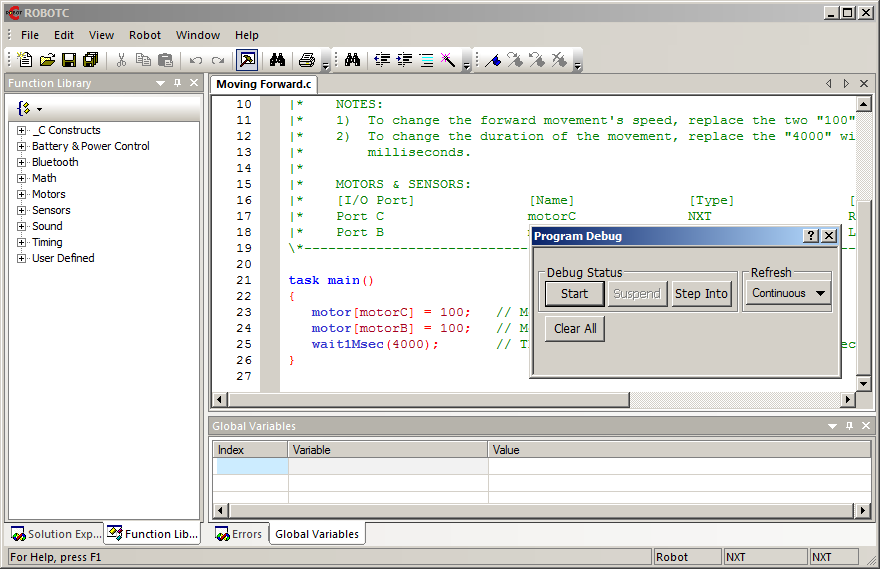 ROBOTC
File Edit View Robot Window Help
Function Library
_C Constructs
Battery & Power Control
Bluetooth
Math
Motors
Sensors
Sound
Timing
User Defined
Solution Exp... Function Lib...
Moving Forward.c
10 |* NOTES:
11 |* 1) To change the forward movement's speed, replace the two "100"
12 |* 2) To change the duration of the movement, replace the "4000" wi
13 |* milliseconds.
14 |*
15 |* MOTORS & SENSORS:
16 |* [I/O Port] [Name] [Type] [
17 |* Port C motorC NXT R
18 |* Port B L
19 \*------------------------------
20
21 task main()
22 {
23 motor[motorC] = 100; // M
24 motor[motorB] = 100; // M
25 wait1Msec(4000); // T
26 }
27
Program Debug
Debug Status
Start Suspend Step Into
Clear All
Refresh
Continuous
Global Variables
Index Variable Value
Errors Global Variables
For Help, press F1 Robot NXT NXT